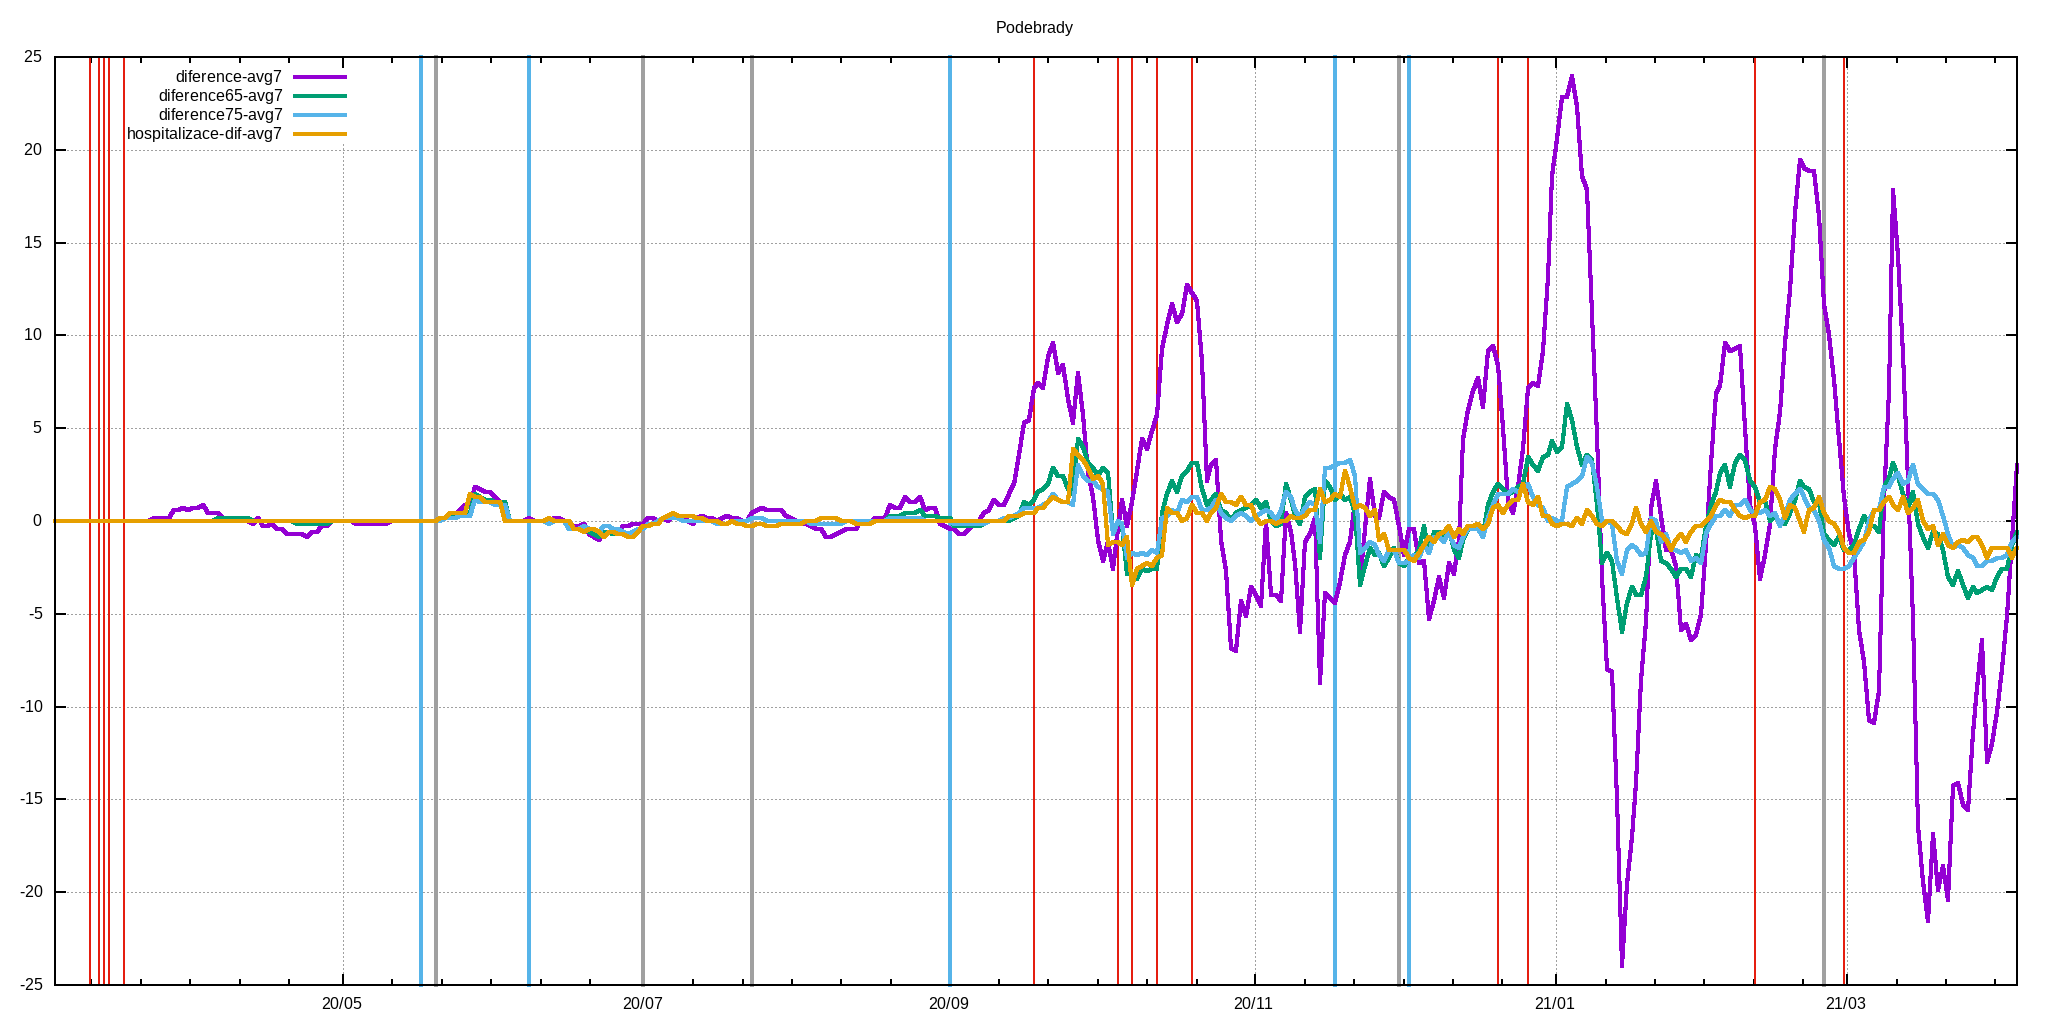 Podebrady
diference-avg7
diference65-avg7
diference75-avg7
hospitalizace-dif-avg7
25
20
15
10
5
0
-5
-10
-15
-20
-25
20/05 20/07 20/09 20/11 21/01 21/03